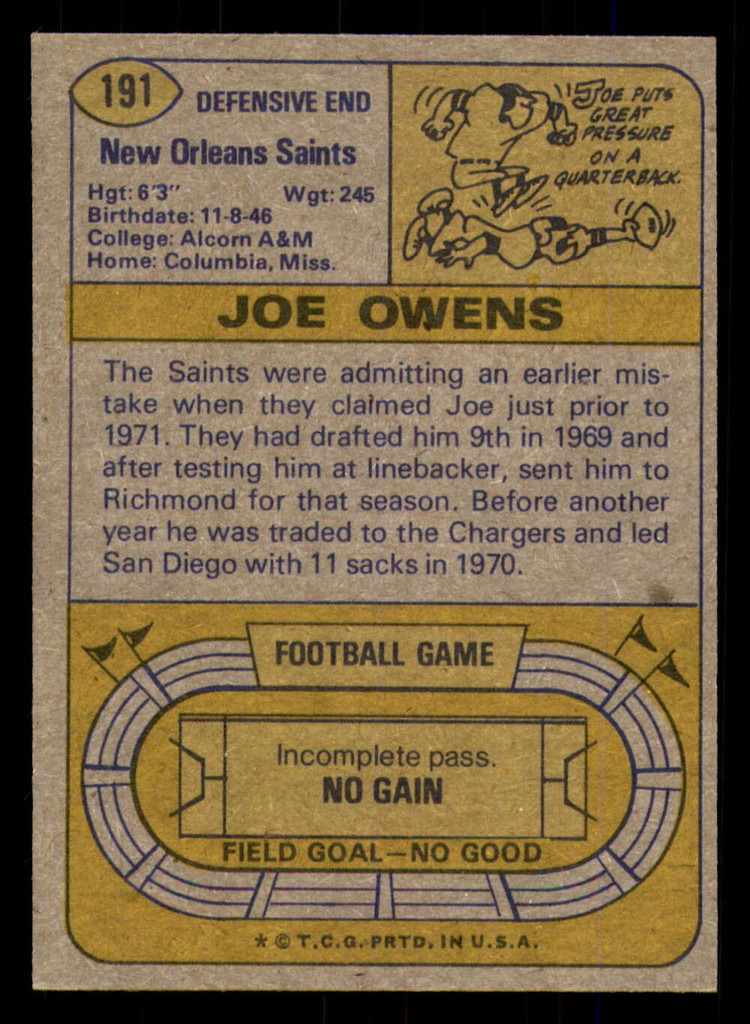 191
DEFENSIVE END
New Orleans Saints
Hgt: 6'3" Wgt: 245
Birthdate: 11-8-46
College: Alcorn A&M
Home: Columbia, Miss.
JOE PUTS
GREAT
PRESSURE
ON A
QUARTERBACK.
JOE OWENS
The Saints were admitting an earlier mis-
take when they claimed Joe just prior to
1971. They had drafted him 9th in 1969 and
after testing him at linebacker, sent him to
Richmond for that season. Before another
year he was traded to the Chargers and led
San Diego with 11 sacks in 1970.
FOOTBALL GAME
Incomplete pass.
NO GAIN
FIELD GOAL—NO GOOD
* © T.C.G. PRTD. IN U.S.A.